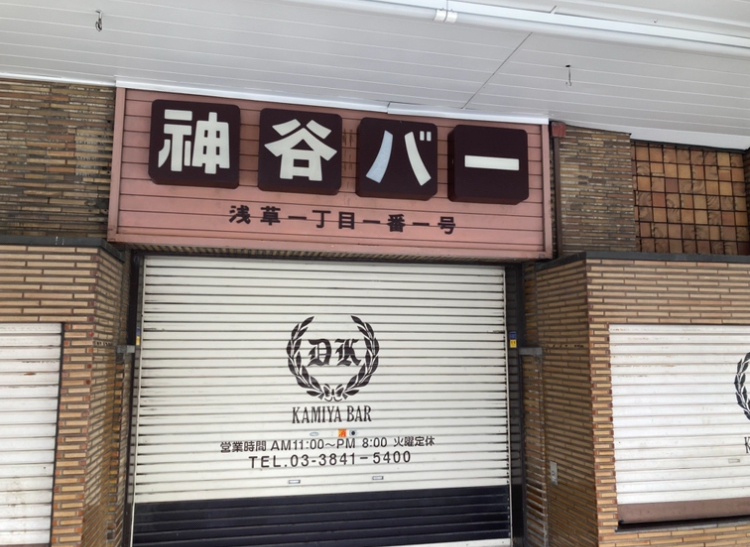 神谷バー
浅草一丁目一番一号
DK
KAMIYA BAR
営業時間 AM11:00～PM 8:00 火曜定休
TEL.03-3841-5400